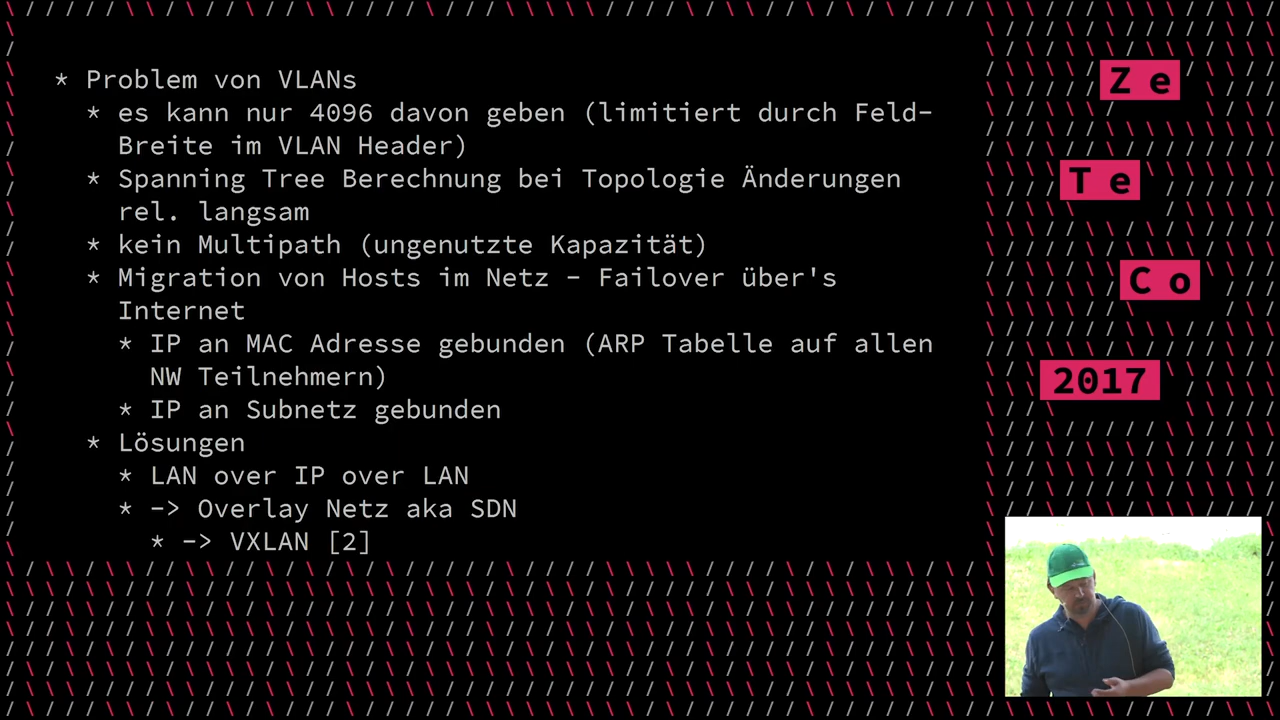 * Problem von VLANs
* es kann nur 4096 davon geben (limitiert durch Feld-
Breite im VLAN Header)
* Spanning Tree Berechnung bei Topologie Änderungen
rel. langsam
* kein Multipath (ungenutzte Kapazität)
* Migration von Hosts im Netz - Failover über's
Internet
* IP an MAC Adresse gebunden (ARP Tabelle auf allen
NW Teilnehmern)
* IP an Subnetz gebunden
* Lösungen
* LAN over IP over LAN
* -> Overlay Netz aka SDN
* -> VXLAN [2]
Ze
Te
Co
2017